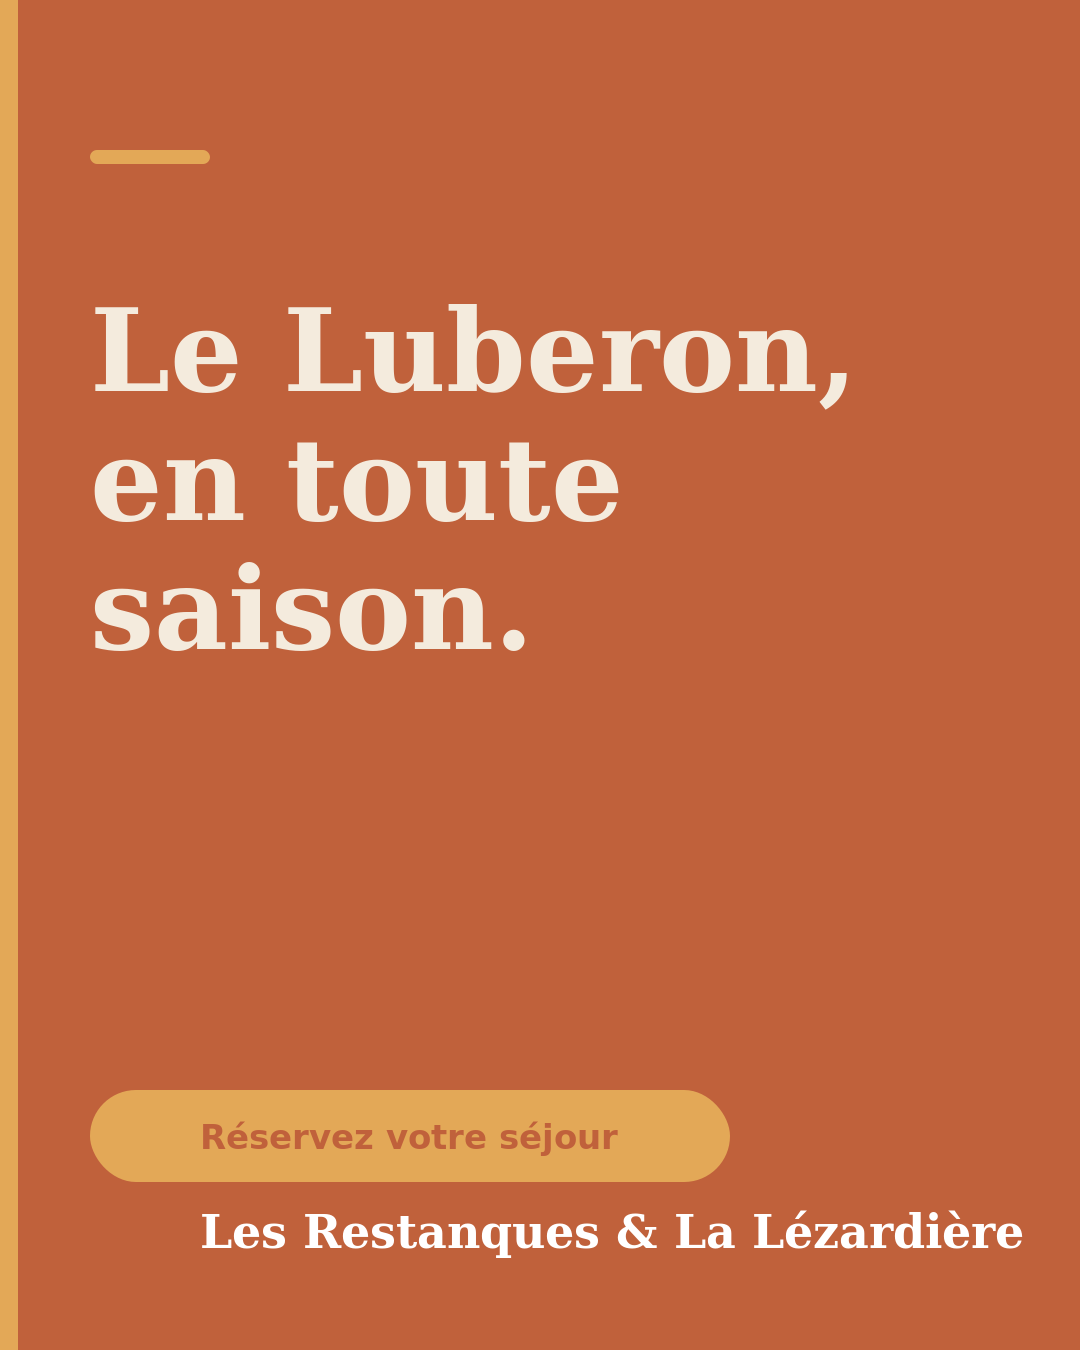 Le Luberon,
en toute
saison.
Réservez votre séjour
Les Restanques & La Lézardière